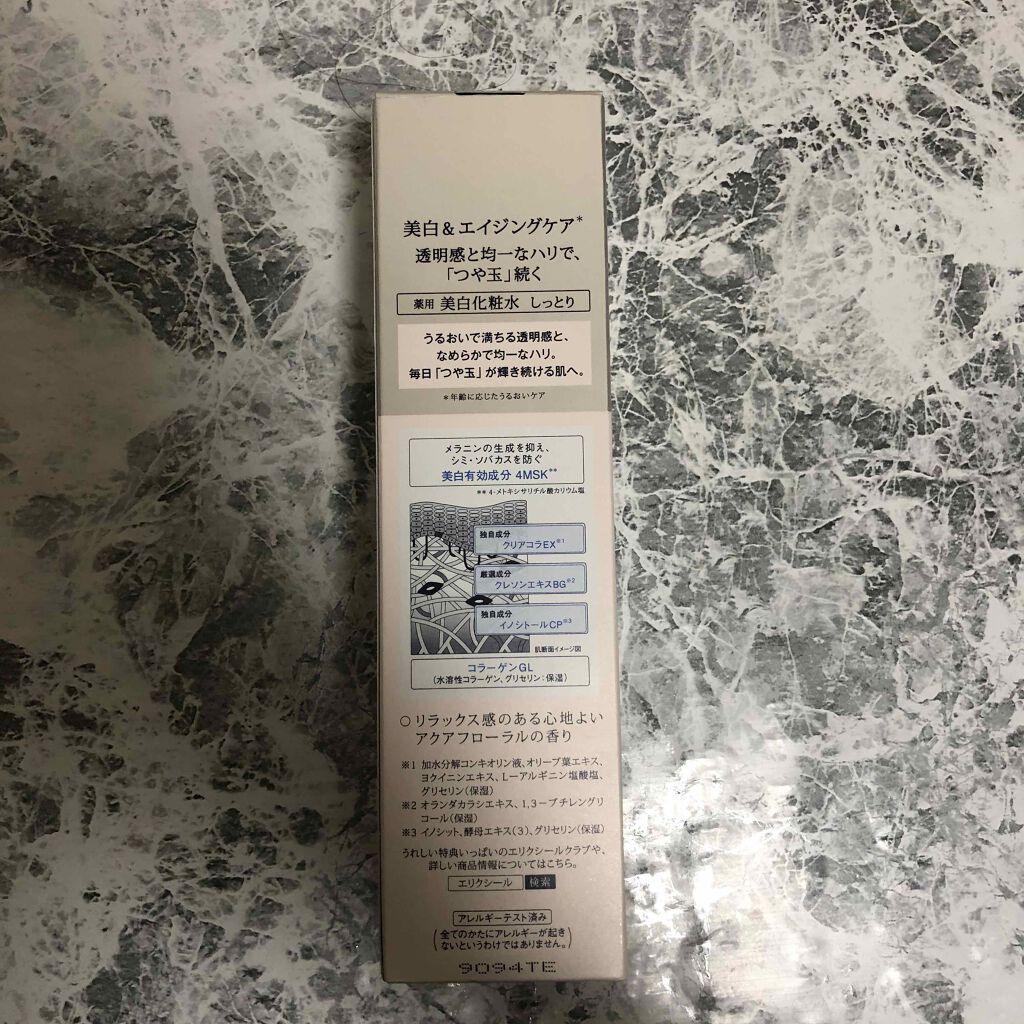 美白&エイジングケア*
透明感と均一なハリで、
「つや玉」続く
薬用 美白化粧水 しっとり
うるおいで満ちる透明感と、
なめらかで均一なハリ。
毎日「つや玉」が輝き続ける肌へ。
*年齢に応じたうるおいケア
メラニンの生成を抑え、
シミ・ソバカスを防ぐ
美白有効成分 4MSK**
** 4-メトキシサリチル酸カリウム塩
独自成分
クリアコラEX※1
厳選成分
クレソンエキスBG※2
独自成分
イノシトールCP※3
肌断面イメージ図
コラーゲンGL
(水溶性コラーゲン、グリセリン:保湿)
○リラックス感のある心地よい
アクアフローラルの香り
※1 加水分解コンキオリン液、オリーブ葉エキス、
ヨクイニンエキス、L-アルギニン塩酸塩、
グリセリン(保湿)
※2 オランダカラシエキス、1,3-ブチレングリ
コール(保湿)
※3 イノシット、酵母エキス(3)、グリセリン(保湿)
うれしい特典いっぱいのエリクシールクラブや、
詳しい商品情報についてはこちら。
エリクシール 検索
アレルギーテスト済み
(全てのかたにアレルギーが起き
ないというわけではありません。)
9094TE